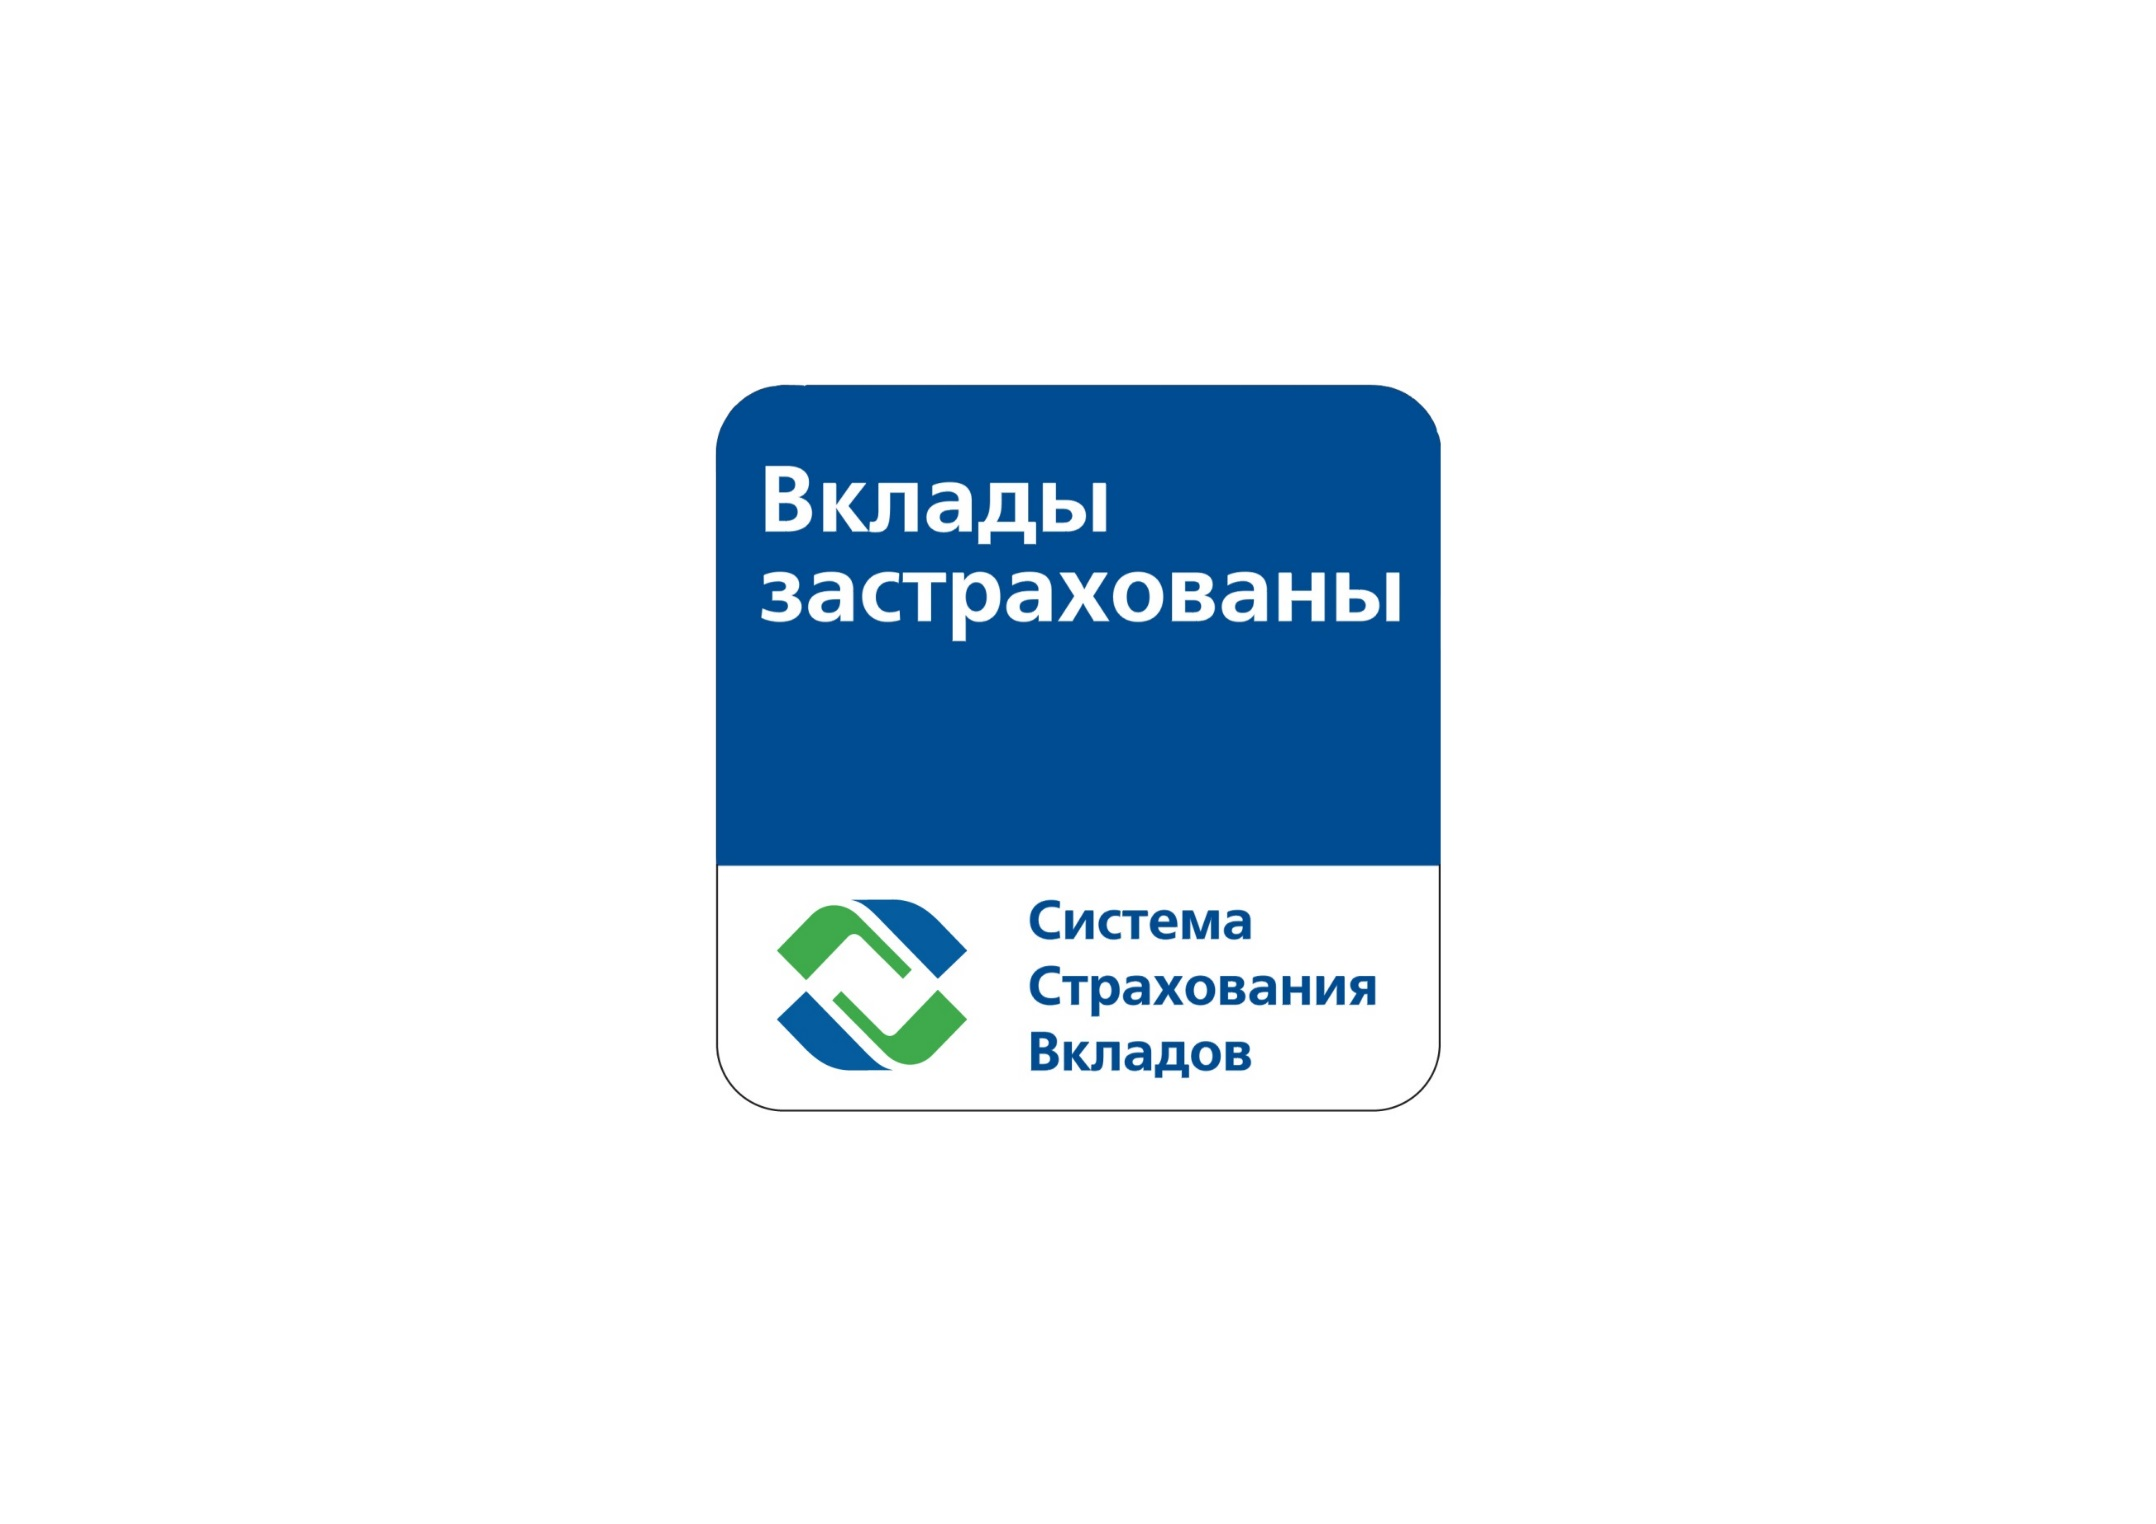 Вклады
застрахованы
Система
Страхования
Вкладов